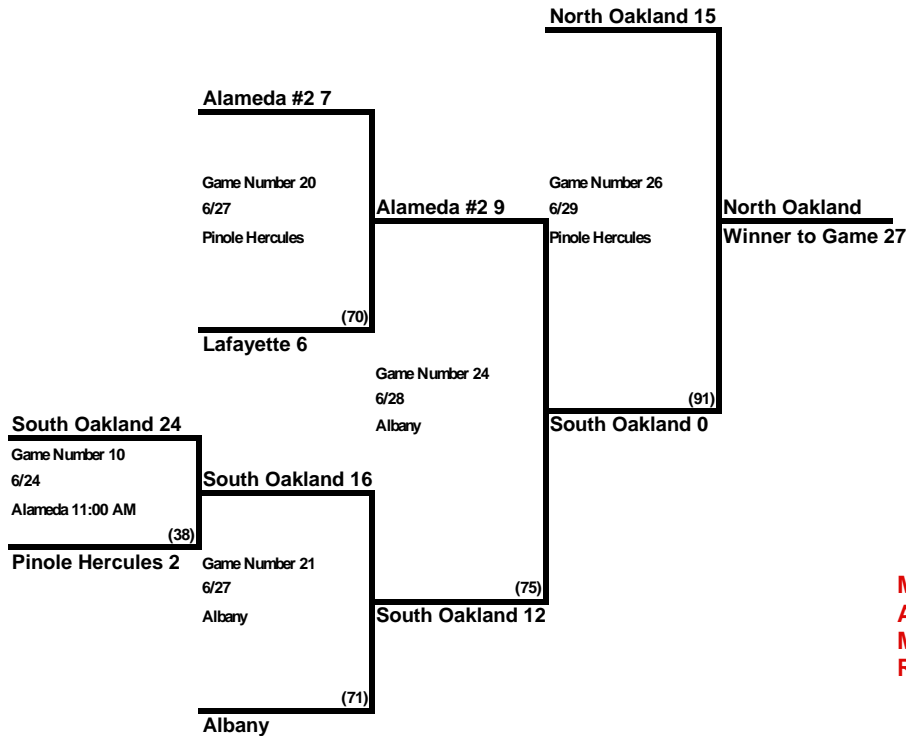 North Oakland 15
Alameda #2 7
Game Number 20
6/27
Pinole Hercules
Alameda #2 9
Game Number 26
6/29
Pinole Hercules
North Oakland
Winner to Game 27
(70)
Lafayette 6
Game Number 24
6/28
Albany
(91)
South Oakland 0
South Oakland 24
Game Number 10
6/24
Alameda 11:00 AM
(38)
Pinole Hercules 2
South Oakland 16
Game Number 21
6/27
Albany
(75)
South Oakland 12
(71)
Albany
M
A
M